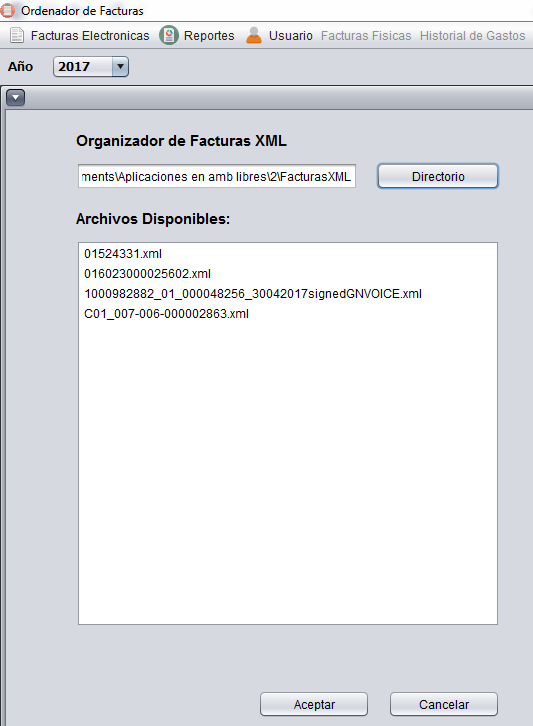 Ordenador de Facturas
Facturas Electronicas Reportes Usuario Facturas Fisicas Historial de Gastos
Año 2017
Organizador de Facturas XML
ments\Aplicaciones en amb libres\2\FacturasXML Directorio
Archivos Disponibles:
01524331.xml
016023000025602.xml
1000982882_01_000048256_30042017signedGNVOICE.xml
C01_007-006-000002863.xml
Aceptar Cancelar